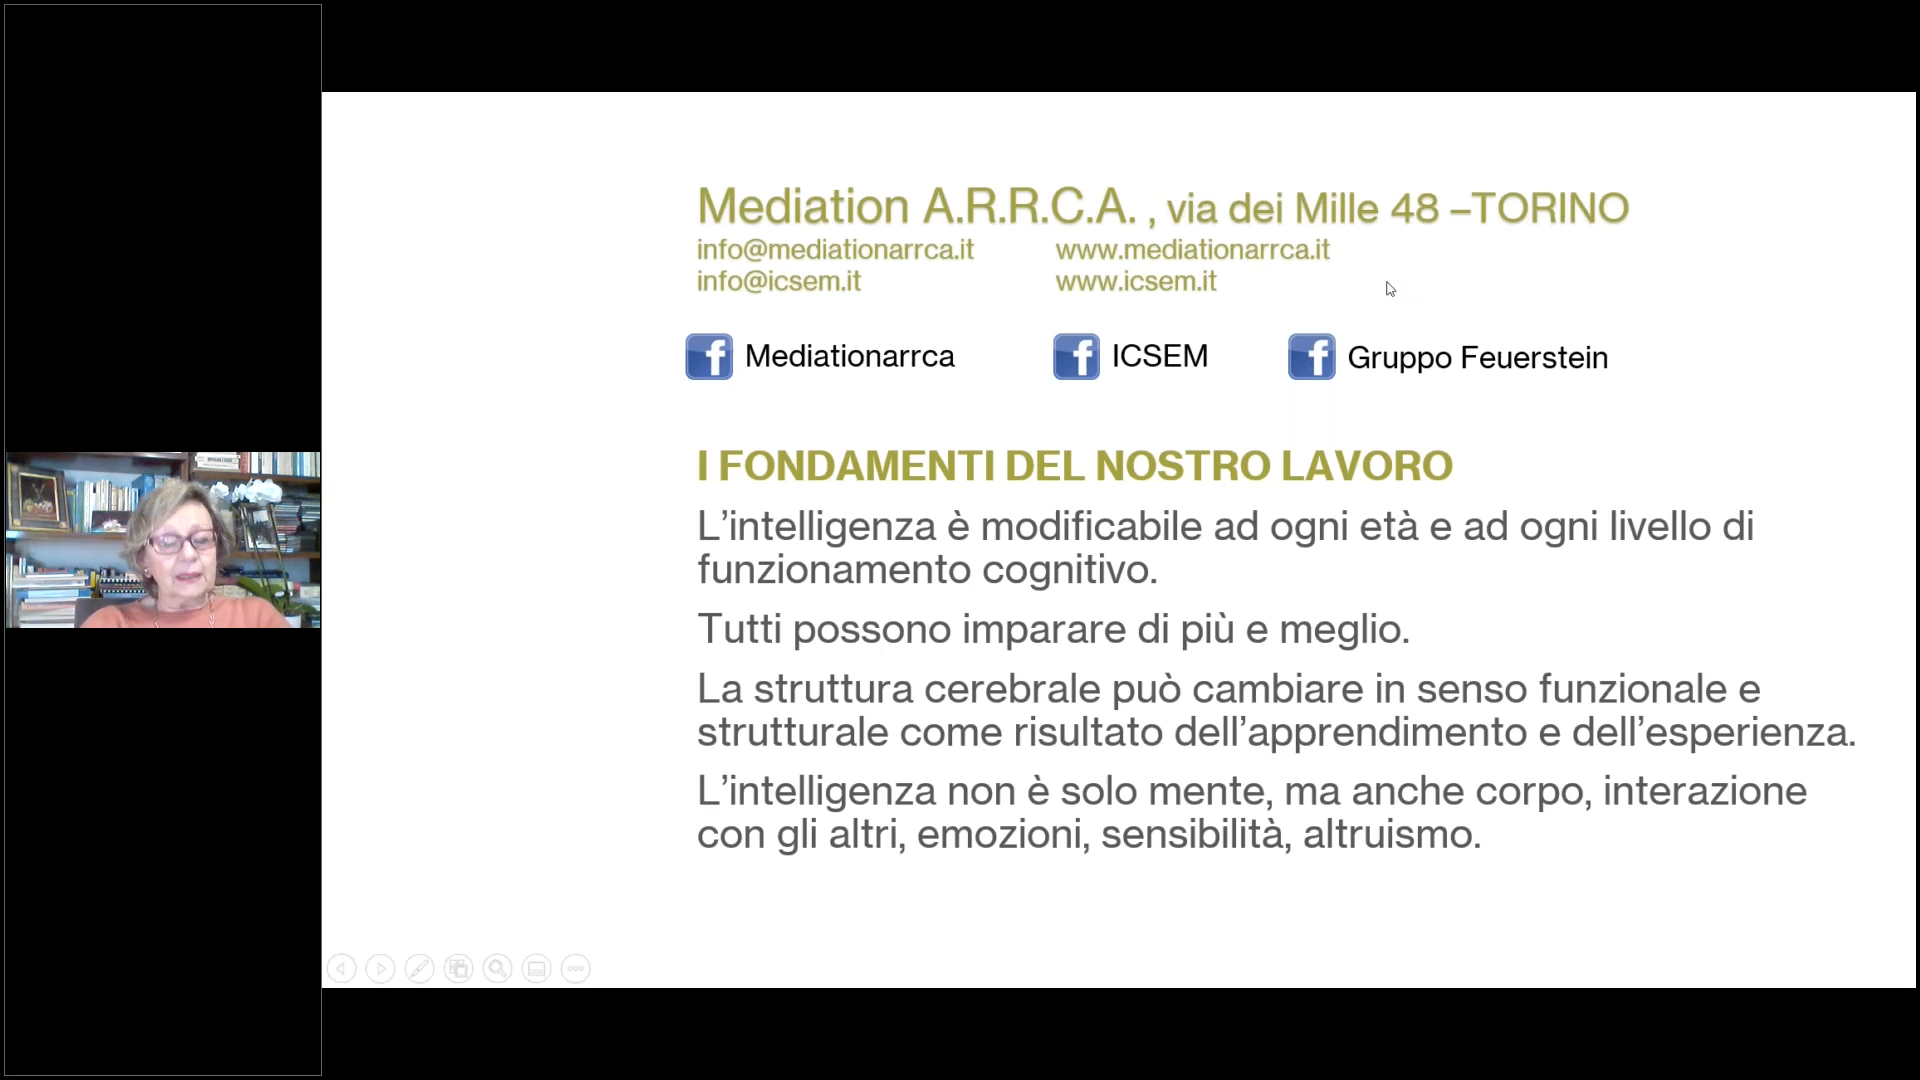 Mediation A.R.R.C.A. , via dei Mille 48 –TORINO
info@mediationarrca.it www.mediationarrca.it
info@icsem.it www.icsem.it
Mediationarrca ICSEM Gruppo Feuerstein
I FONDAMENTI DEL NOSTRO LAVORO
L’intelligenza è modificabile ad ogni età e ad ogni livello di
funzionamento cognitivo.
Tutti possono imparare di più e meglio.
La struttura cerebrale può cambiare in senso funzionale e
strutturale come risultato dell’apprendimento e dell’esperienza.
L’intelligenza non è solo mente, ma anche corpo, interazione
con gli altri, emozioni, sensibilità, altruismo.